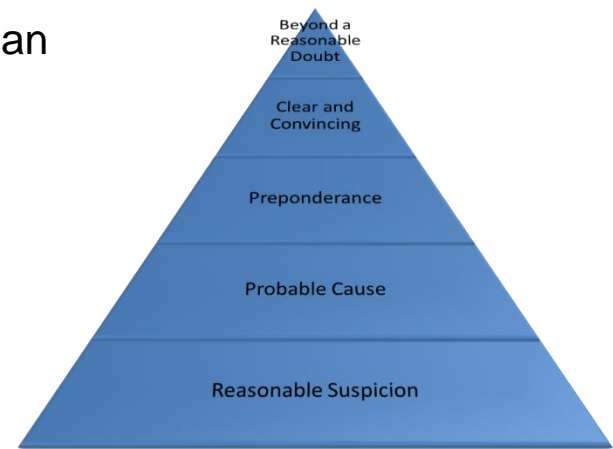 an
Beyond a
Reasonable
Doubt
Clear and
Convincing
Preponderance
Probable Cause
Reasonable Suspicion